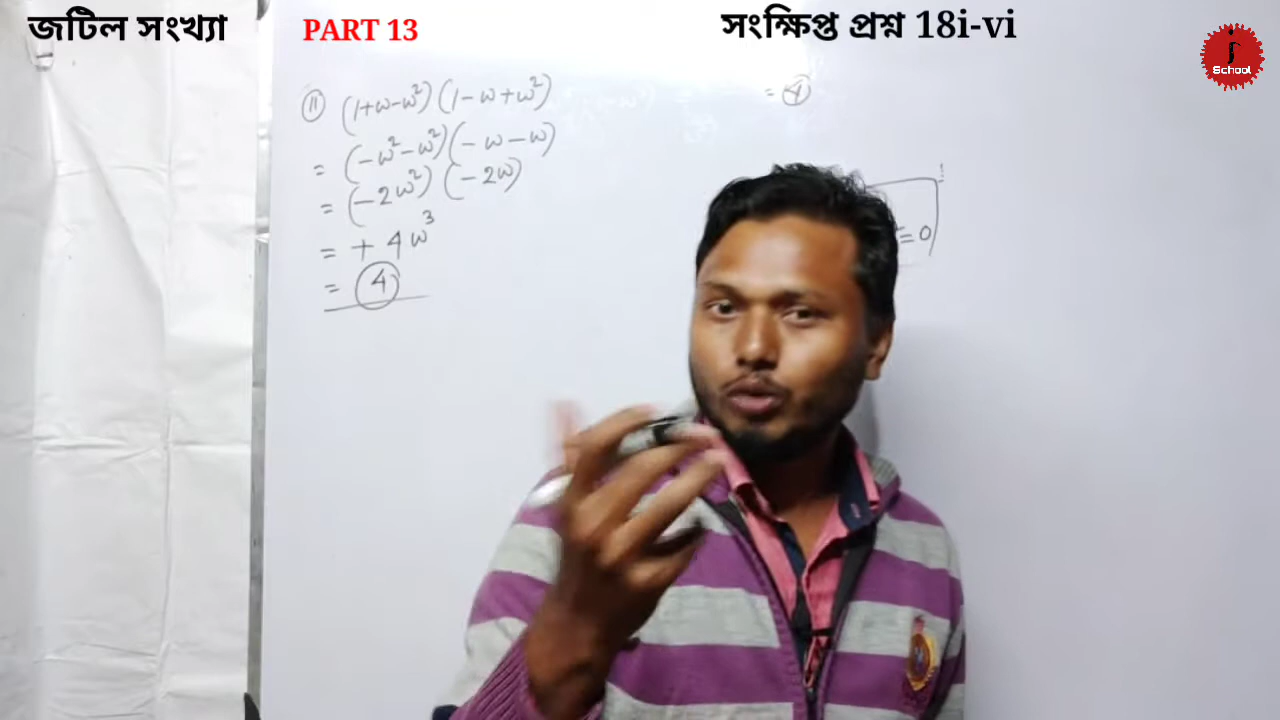 জটিল সংখ্যা
PART 13
সংক্ষিপ্ত প্রশ্ন 18i-vi
School
(ii) (1+ω-ω²)(1-ω+ω²)
= (-ω²-ω²)(-ω-ω)
= (-2ω²)(-2ω)
= + 4ω³
= 4
= 4
= 0